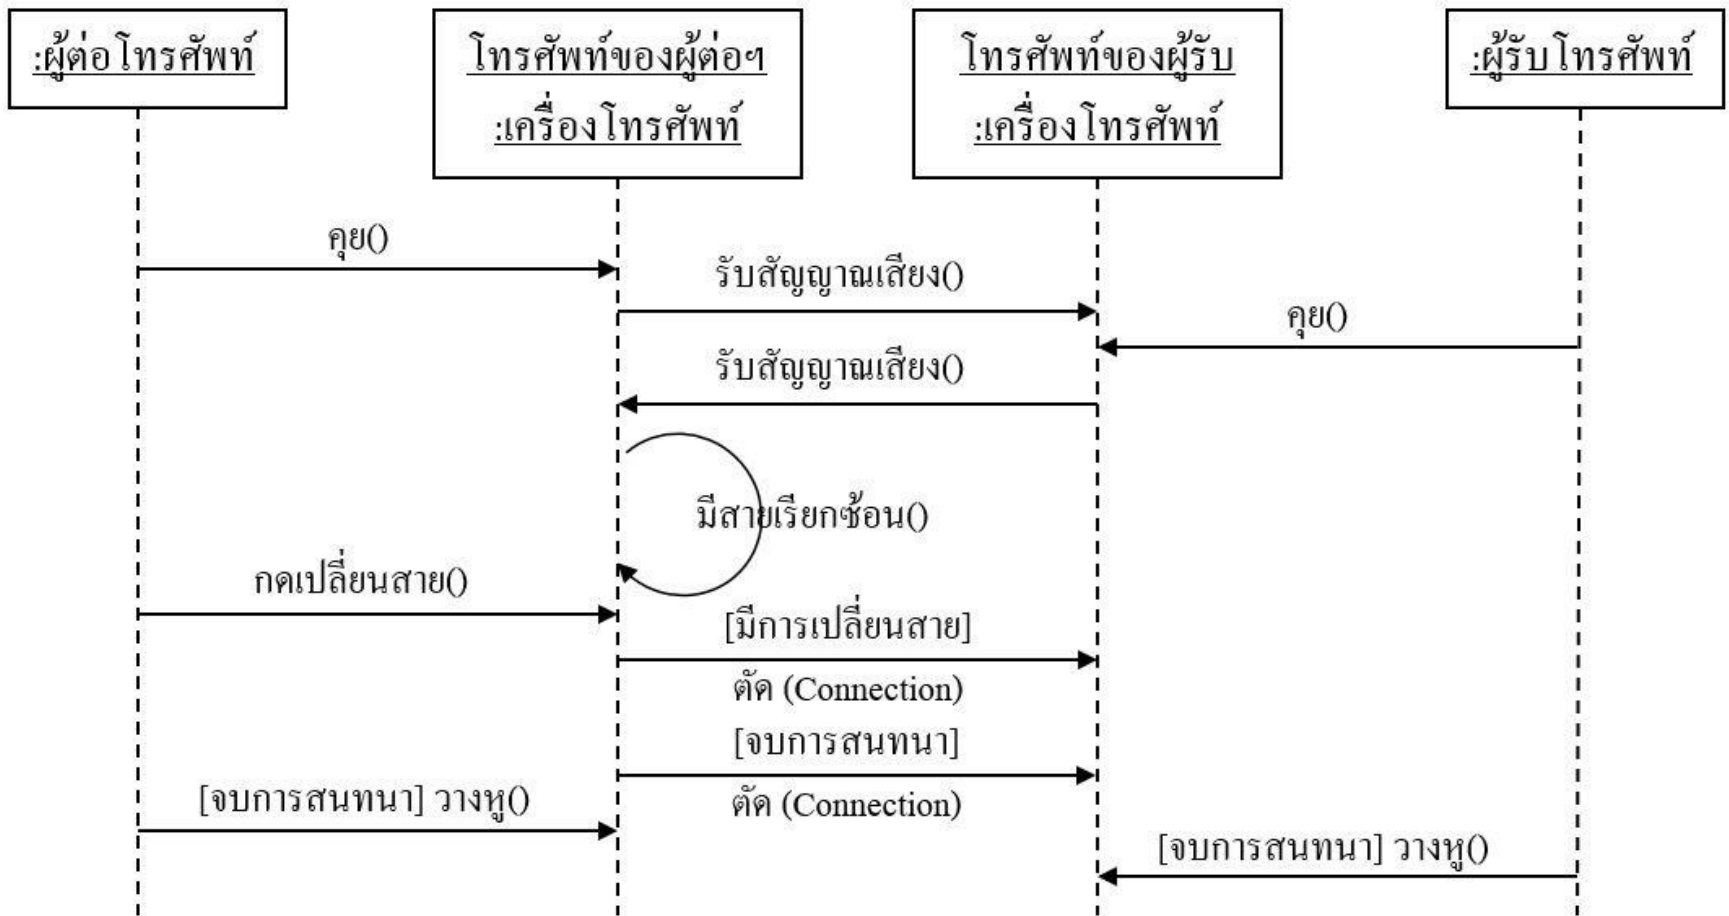 :ผู้ต่อโทรศัพท์
โทรศัพท์ของผู้ต่อฯ
:เครื่องโทรศัพท์
โทรศัพท์ของผู้รับ
:เครื่องโทรศัพท์
:ผู้รับโทรศัพท์
คุย()
รับสัญญาณเสียง()
คุย()
รับสัญญาณเสียง()
มีสายเรียกซ้อน()
กดเปลี่ยนสาย()
[มีการเปลี่ยนสาย]
ตัด (Connection)
[จบการสนทนา]
ตัด (Connection)
[จบการสนทนา] วางหู()
[จบการสนทนา] วางหู()